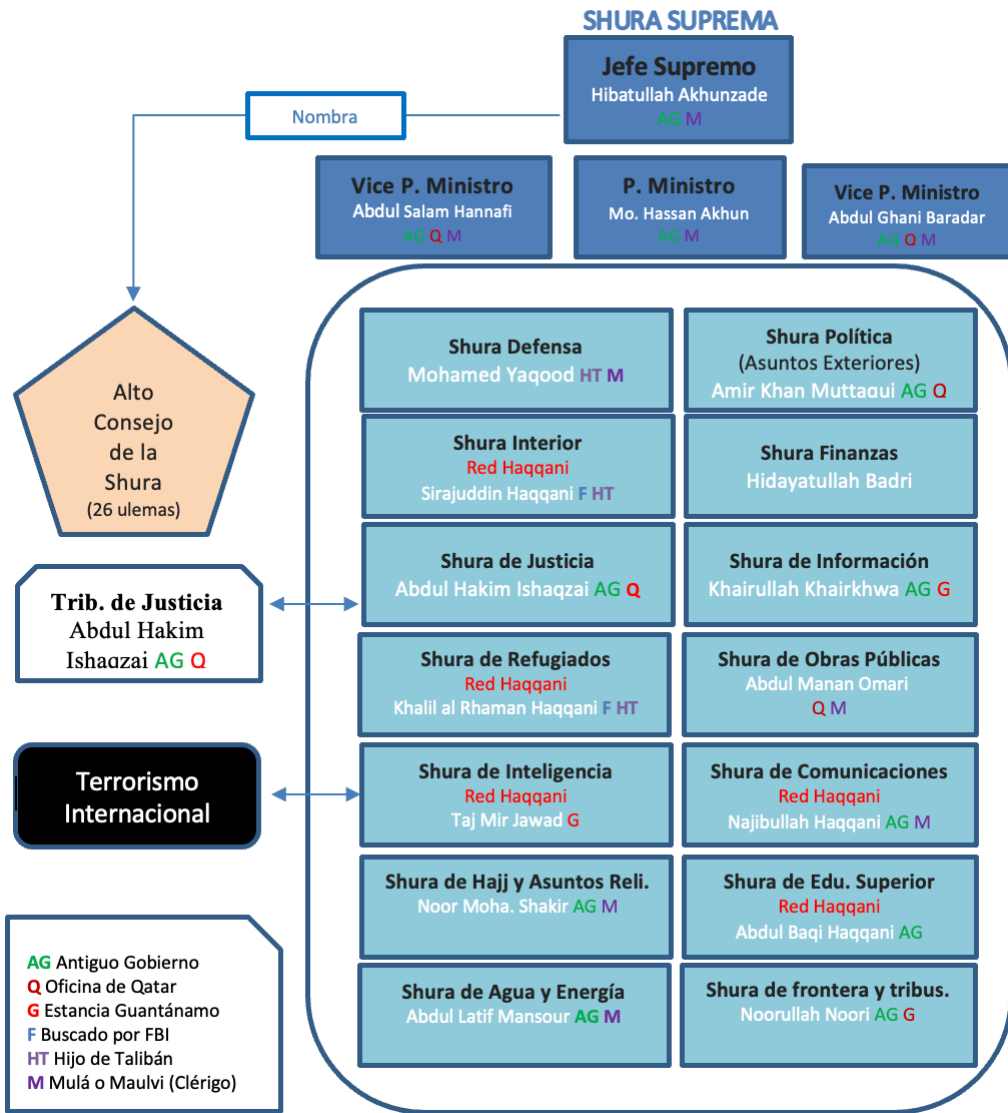 SHURA SUPREMA
Jefe Supremo
Hibatullah Akhunzade
AG M
Nombra
Vice P. Ministro
Abdul Salam Hannafi
AG Q M
P. Ministro
Mo. Hassan Akhun
AG M
Vice P. Ministro
Abdul Ghani Baradar
AG Q M
Alto
Consejo
de la
Shura
(26 ulemas)
Shura Defensa
Mohamed Yaqood HT M
Shura Política
(Asuntos Exteriores)
Amir Khan Muttaqui AG Q
Shura Interior
Red Haqqani
Sirajuddin Haqqani F HT
Shura Finanzas
Hidayatullah Badri
Trib. de Justicia
Abdul Hakim
Ishaqzai AG Q
Shura de Justicia
Abdul Hakim Ishaqzai AG Q
Shura de Información
Khairullah Khairkhwa AG G
Shura de Refugiados
Red Haqqani
Khalil al Rhaman Haqqani F HT
Shura de Obras Públicas
Abdul Manan Omari
Q M
Terrorismo
Internacional
Shura de Inteligencia
Red Haqqani
Taj Mir Jawad G
Shura de Comunicaciones
Red Haqqani
Najibullah Haqqani AG M
Shura de Hajj y Asuntos Reli.
Noor Moha. Shakir AG M
Shura de Edu. Superior
Red Haqqani
Abdul Baqi Haqqani AG
Shura de Agua y Energía
Abdul Latif Mansour AG M
Shura de frontera y tribus.
Noorullah Noori AG G
AG Antiguo Gobierno
Q Oficina de Qatar
G Estancia Guantánamo
F Buscado por FBI
HT Hijo de Talibán
M Mulá o Maulvi (Clérigo)